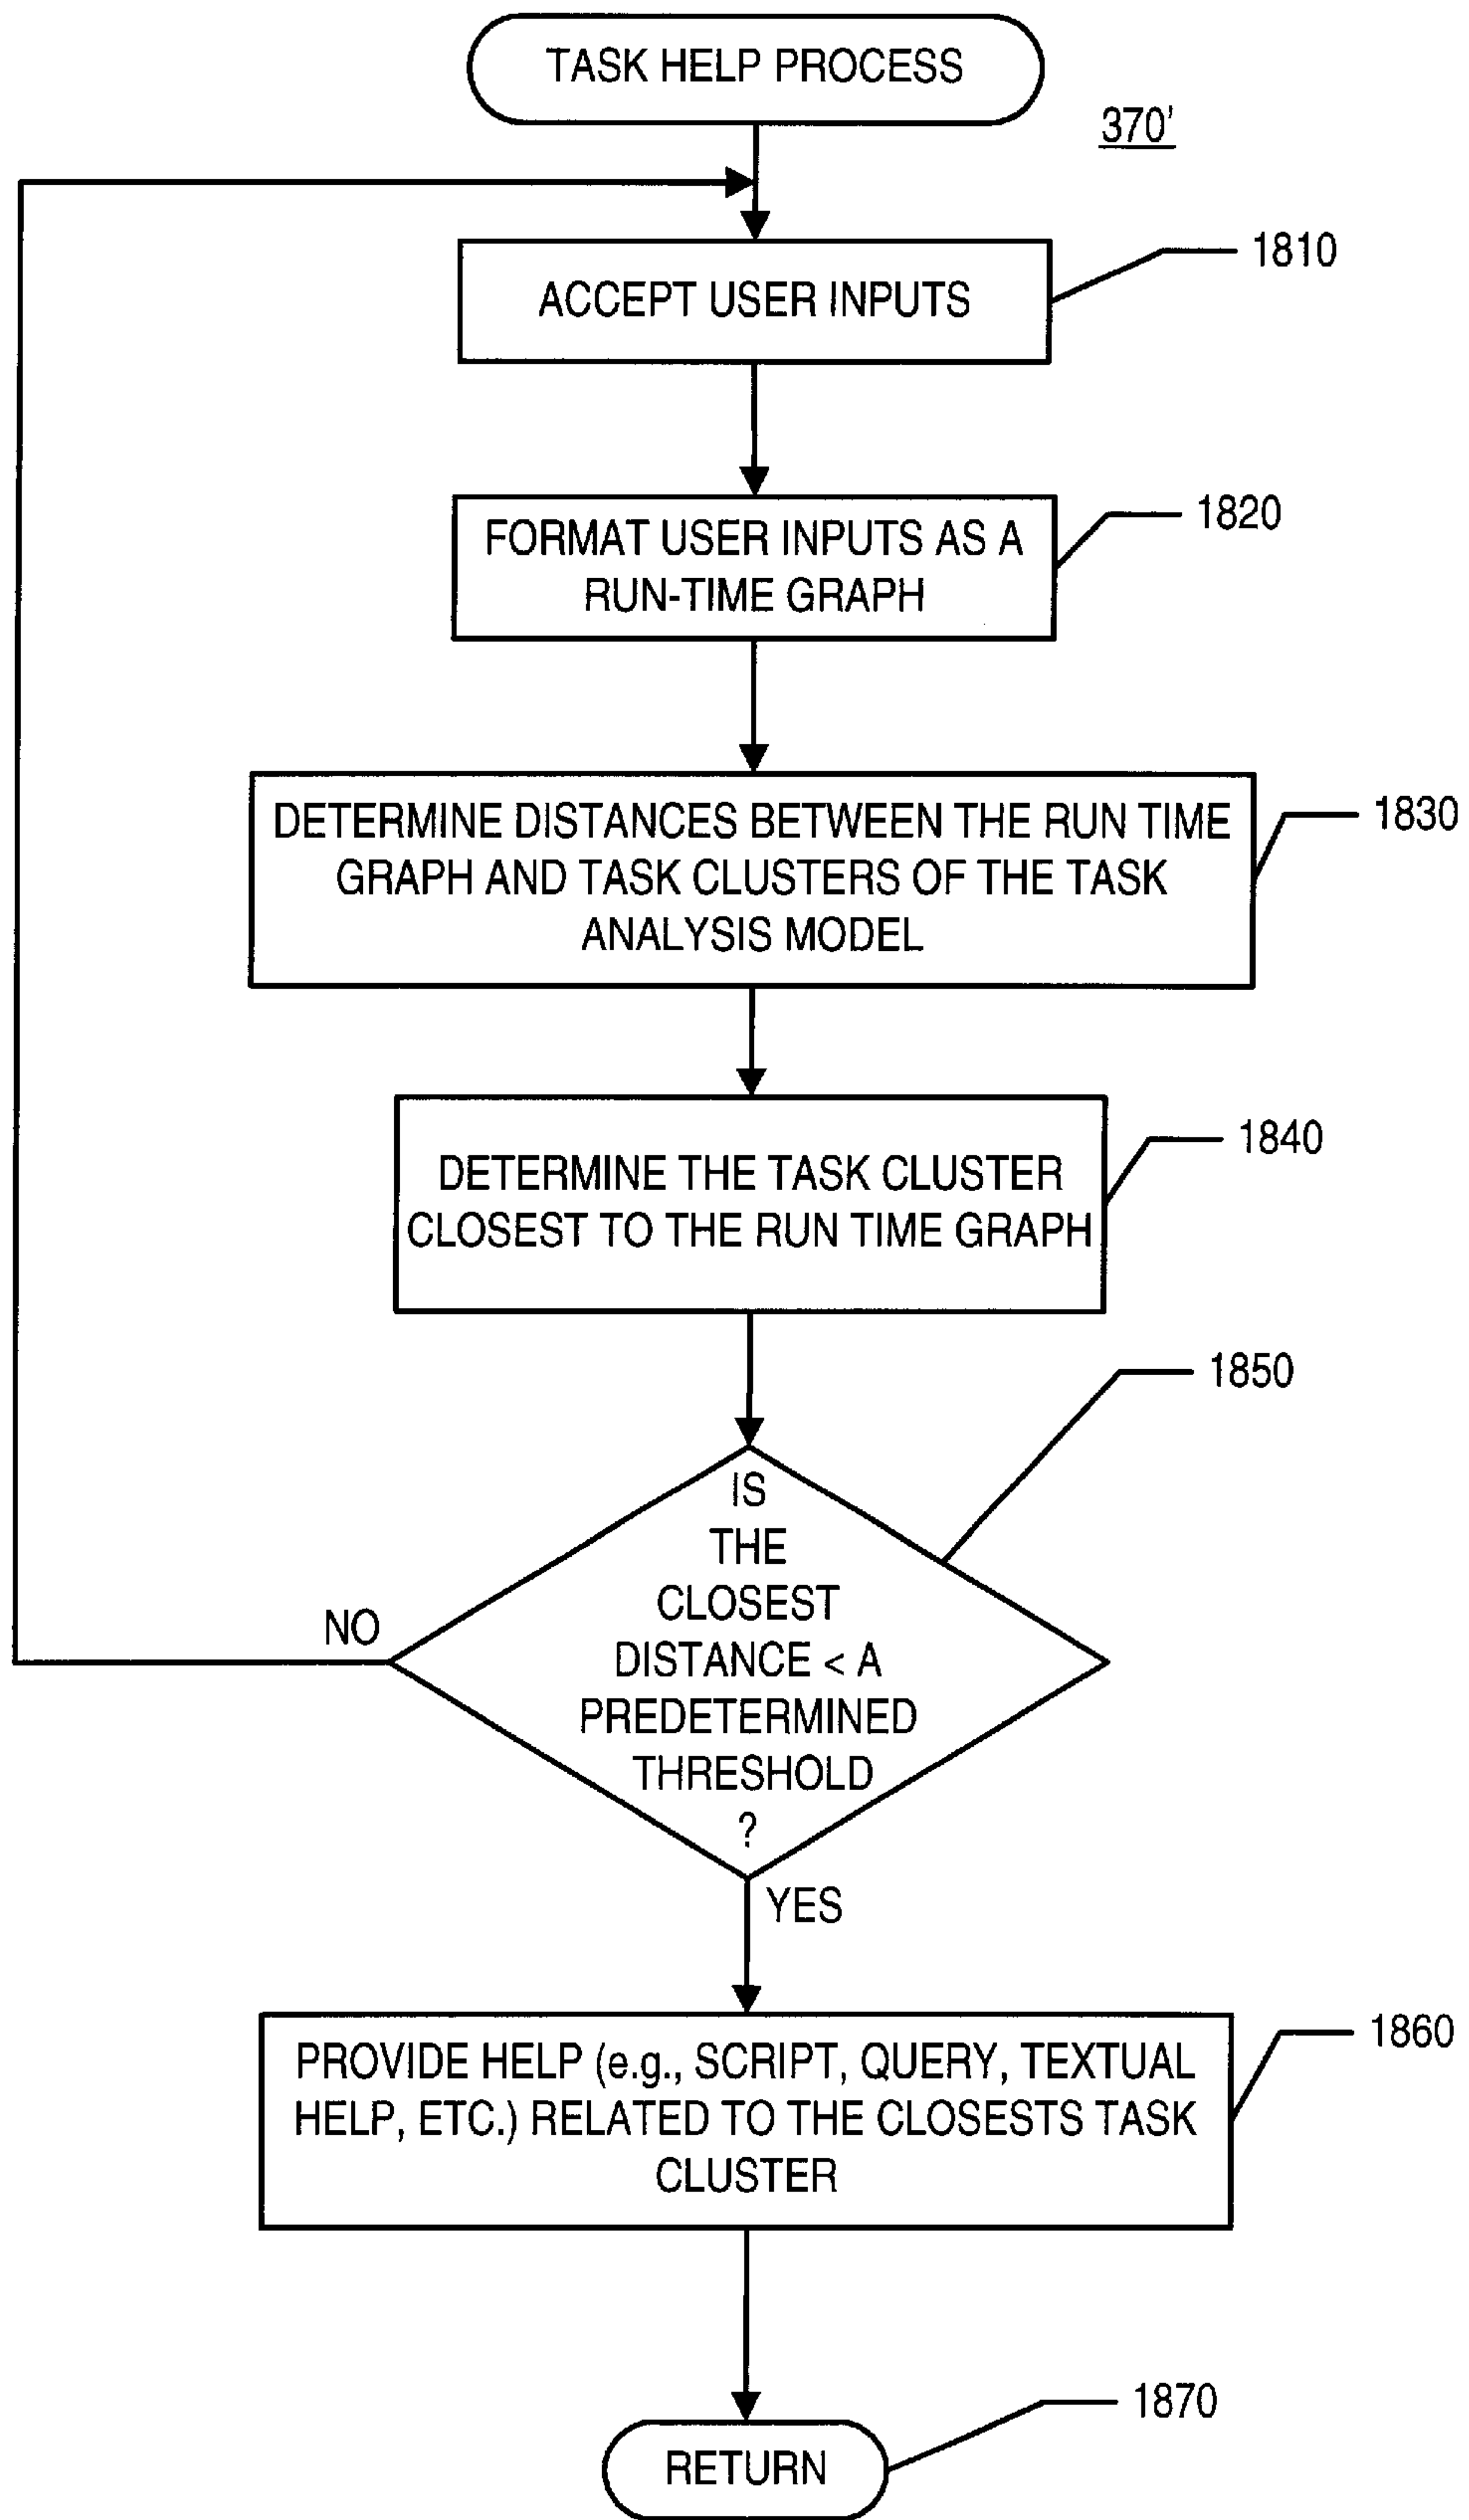 TASK HELP PROCESS
370'
ACCEPT USER INPUTS
1810
FORMAT USER INPUTS AS A
RUN-TIME GRAPH
1820
DETERMINE DISTANCES BETWEEN THE RUN TIME
GRAPH AND TASK CLUSTERS OF THE TASK
ANALYSIS MODEL
1830
DETERMINE THE TASK CLUSTER
CLOSEST TO THE RUN TIME GRAPH
1840
1850
IS
THE
CLOSEST
DISTANCE < A
PREDETERMINED
THRESHOLD
?
NO
YES
PROVIDE HELP (e.g., SCRIPT, QUERY, TEXTUAL
HELP, ETC.) RELATED TO THE CLOSESTS TASK
CLUSTER
1860
RETURN
1870